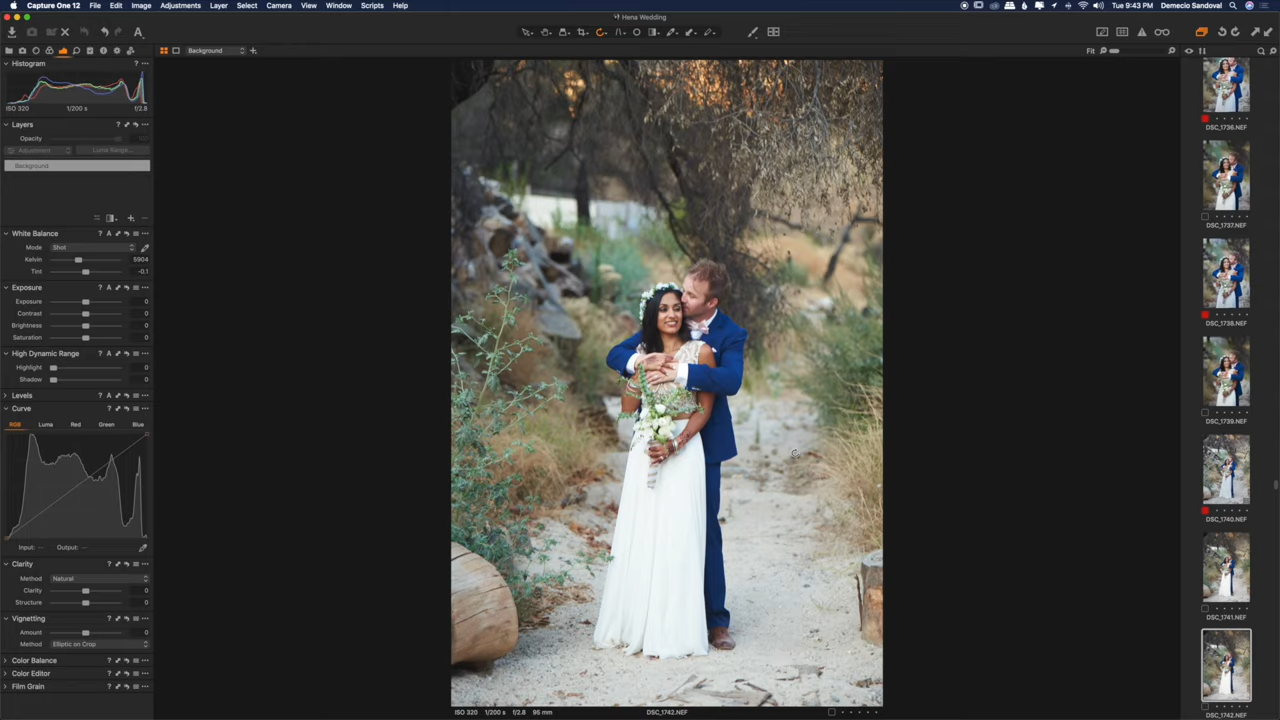 Capture One 12 File Edit Image Adjustments Layer Select Camera View Window Scripts Help Tue 9:43 PM Demecio Sandoval
Hena Wedding
A
Background Fit
Histogram ?
ISO 320 1/200 s f/2.8
Layers ?
Opacity
Adjustment Luma Range...
Background
White Balance ? A
Mode Shot
Kelvin 5904
Tint -0.1
Exposure ? A
Exposure 0
Contrast 0
Brightness 0
Saturation 0
High Dynamic Range ? A
Highlight 0
Shadow 0
Levels ? A
Curve ?
RGB Luma Red Green Blue
Input: -- Output: --
Clarity ?
Method Natural
Clarity 0
Structure 0
Vignetting ?
Amount 0
Method Elliptic on Crop
Color Balance ?
Color Editor ?
Film Grain ?
ISO 320 1/200 s f/2.8 95 mm DSC_1742.NEF
DSC_1736.NEF
DSC_1737.NEF
DSC_1738.NEF
DSC_1739.NEF
DSC_1740.NEF
DSC_1741.NEF
DSC_1742.NEF